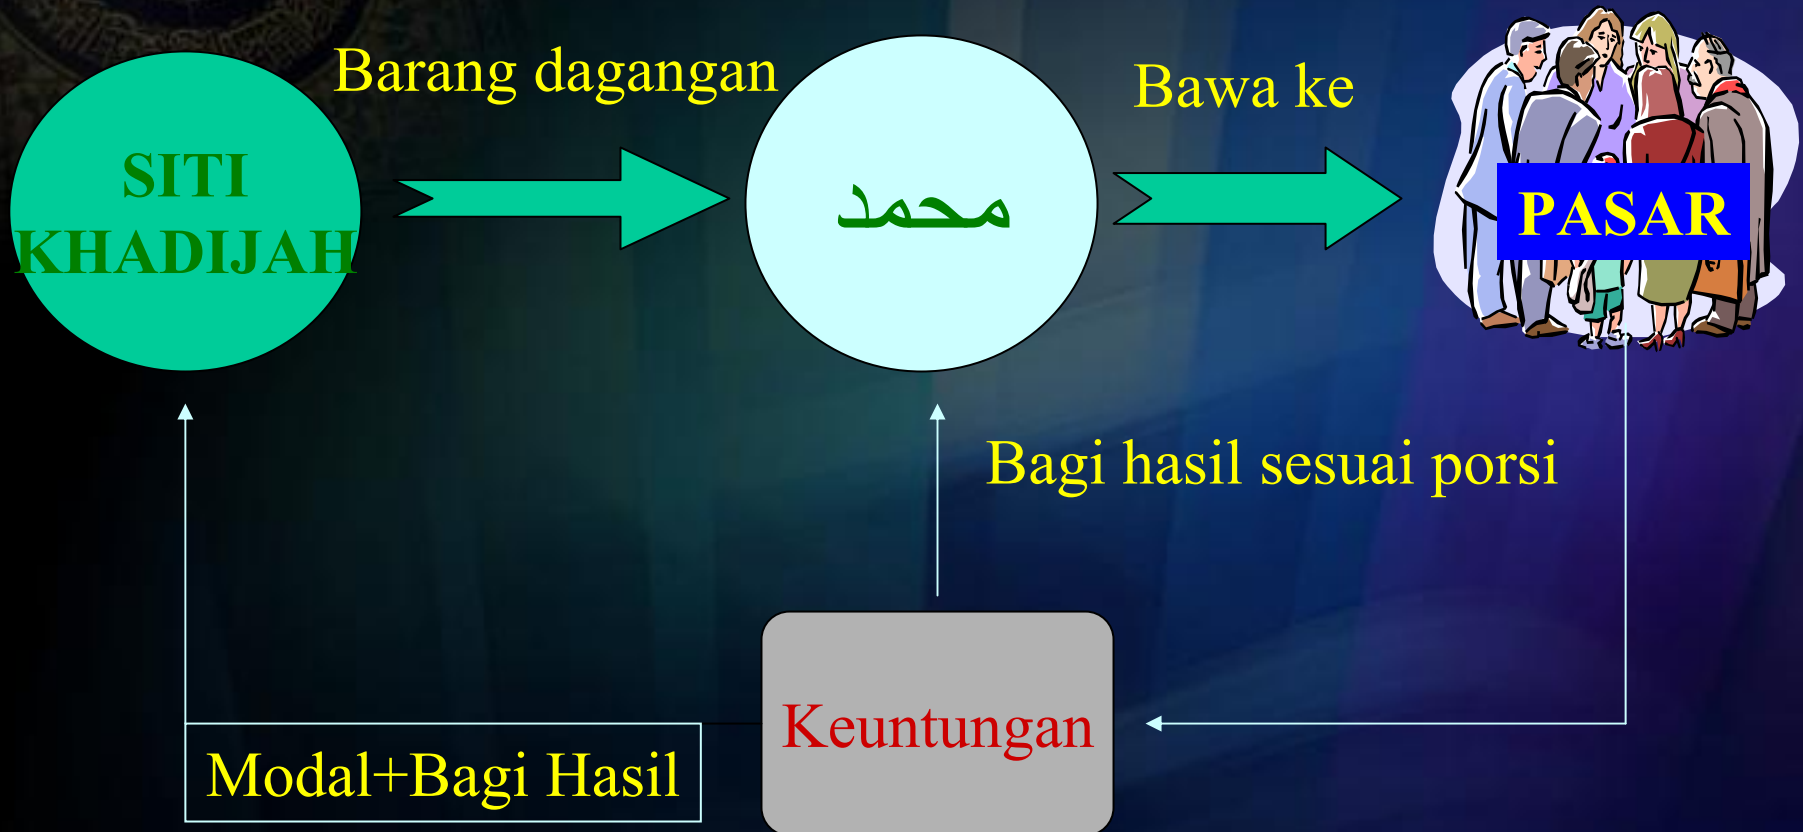 Barang dagangan
Bawa ke
SITI
KHADIJAH
محمد
PASAR
Bagi hasil sesuai porsi
Keuntungan
Modal+Bagi Hasil